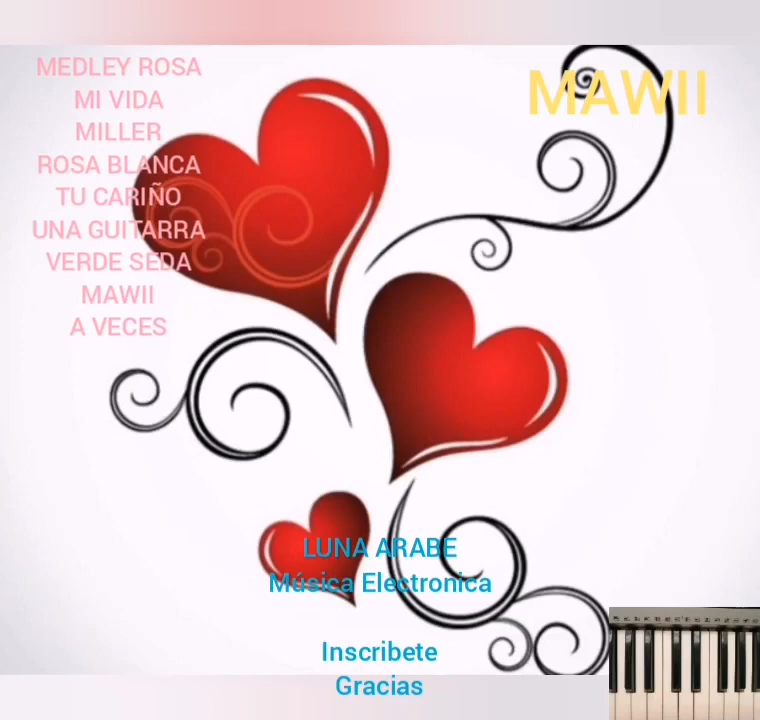 MEDLEY ROSA
MI VIDA
MILLER
ROSA BLANCA
TU CARIÑO
UNA GUITARRA
VERDE SEDA
MAWII
A VECES
MAWII
LUNA ARABE
Música Electronica
Inscribete
Gracias